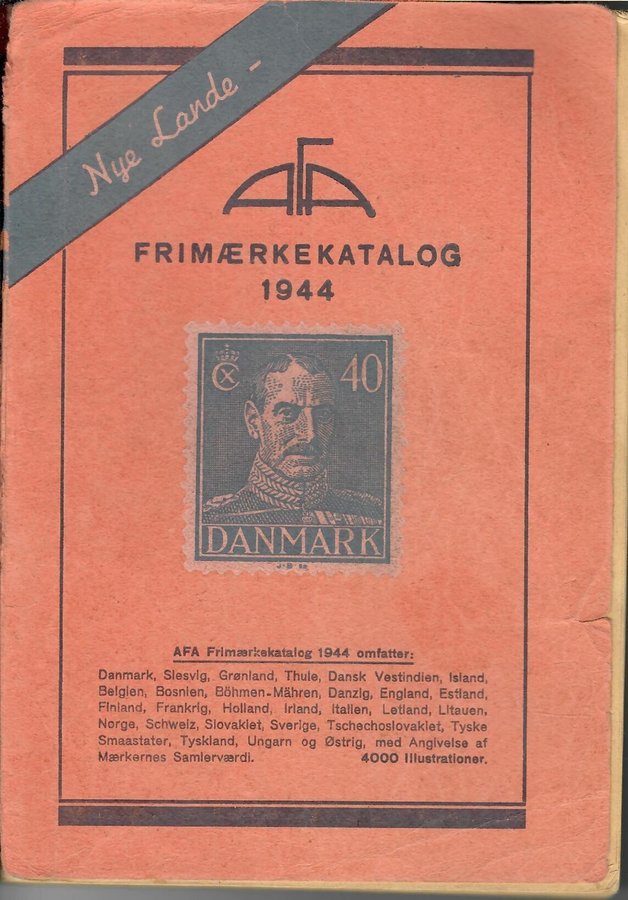 Nye Lande -
AFA
FRIMÆRKEKATALOG
1944
40
DANMARK
AFA Frimærkekatalog 1944 omfatter:
Danmark, Slesvig, Grønland, Thule, Dansk Vestindien, Island,
Belgien, Bosnien, Böhmen-Mähren, Danzig, England, Estland,
Finland, Frankrig, Holland, Irland, Italien, Letland, Litauen,
Norge, Schweiz, Slovakiet, Sverige, Tschechoslovakiet, Tyske
Smaastater, Tyskland, Ungarn og Østrig, med Angivelse af
Mærkernes Samlerværdi. 4000 Illustrationer.